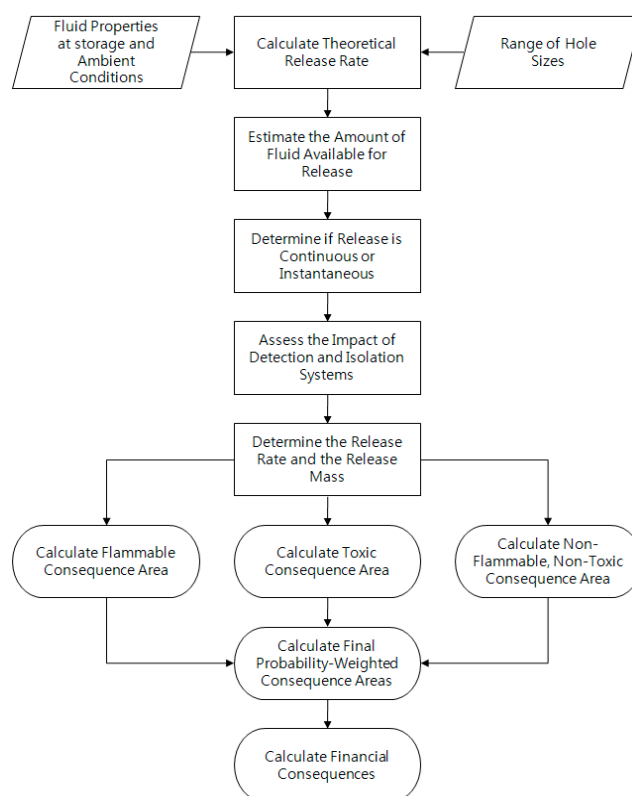 Fluid Properties
at storage and
Ambient
Conditions
Calculate Theoretical
Release Rate
Range of Hole
Sizes
Estimate the Amount of
Fluid Available for
Release
Determine if Release is
Continuous or
Instantaneous
Assess the Impact of
Detection and Isolation
Systems
Determine the Release
Rate and the Release
Mass
Calculate Flammable
Consequence Area
Calculate Toxic
Consequence Area
Calculate Non-
Flammable, Non-Toxic
Consequence Area
Calculate Final
Probability-Weighted
Consequence Areas
Calculate Financial
Consequences